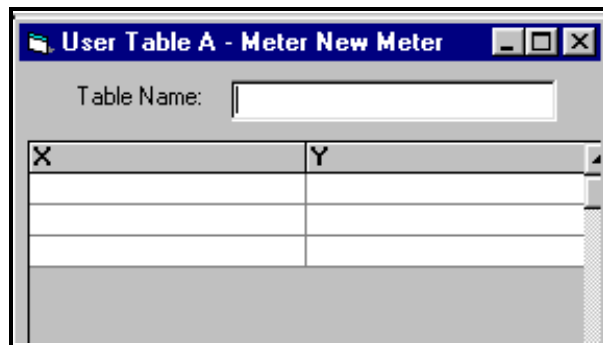 User Table A - Meter New Meter
Table Name:
X Y